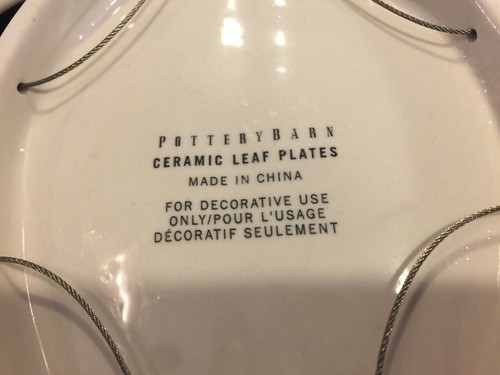 POTTERYBARN
CERAMIC LEAF PLATES
MADE IN CHINA
FOR DECORATIVE USE
ONLY/POUR L'USAGE
DÉCORATIF SEULEMENT